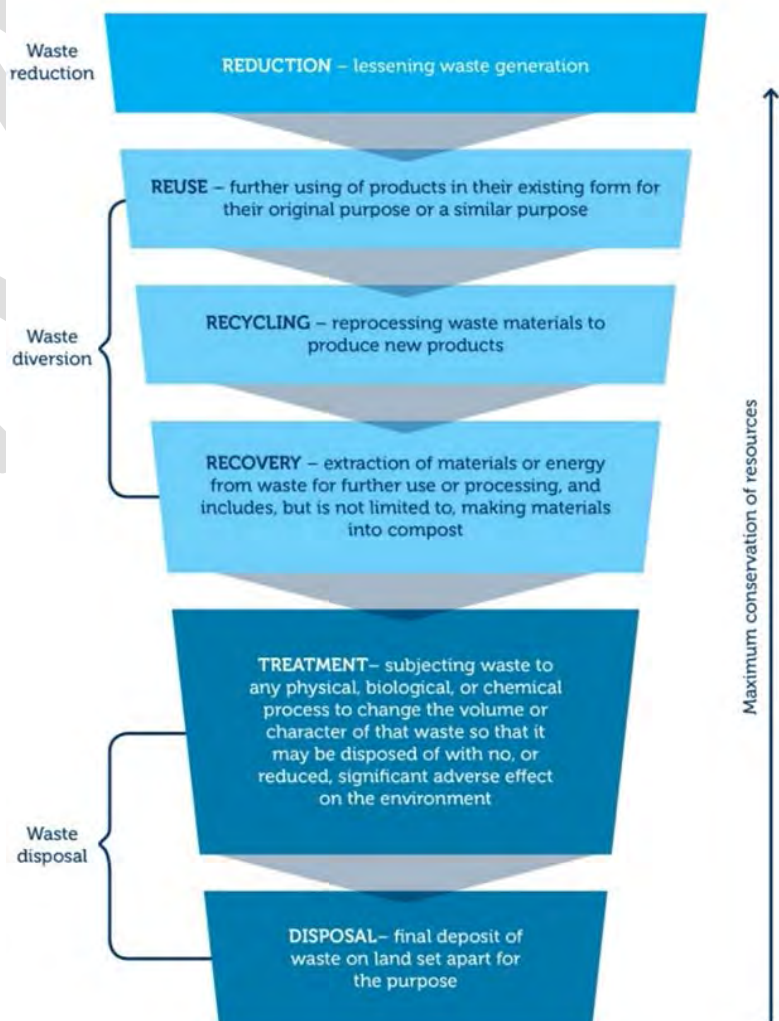 Waste
reduction
REDUCTION – lessening waste generation
REUSE – further using of products in their existing form for
their original purpose or a similar purpose
Waste
diversion
RECYCLING – reprocessing waste materials to
produce new products
RECOVERY – extraction of materials or energy
from waste for further use or processing, and
includes, but is not limited to, making materials
into compost
Maximum conservation of resources
TREATMENT– subjecting waste to
any physical, biological, or chemical
process to change the volume or
character of that waste so that it
may be disposed of with no, or
reduced, significant adverse effect
on the environment
Waste
disposal
DISPOSAL– final deposit of
waste on land set apart for
the purpose